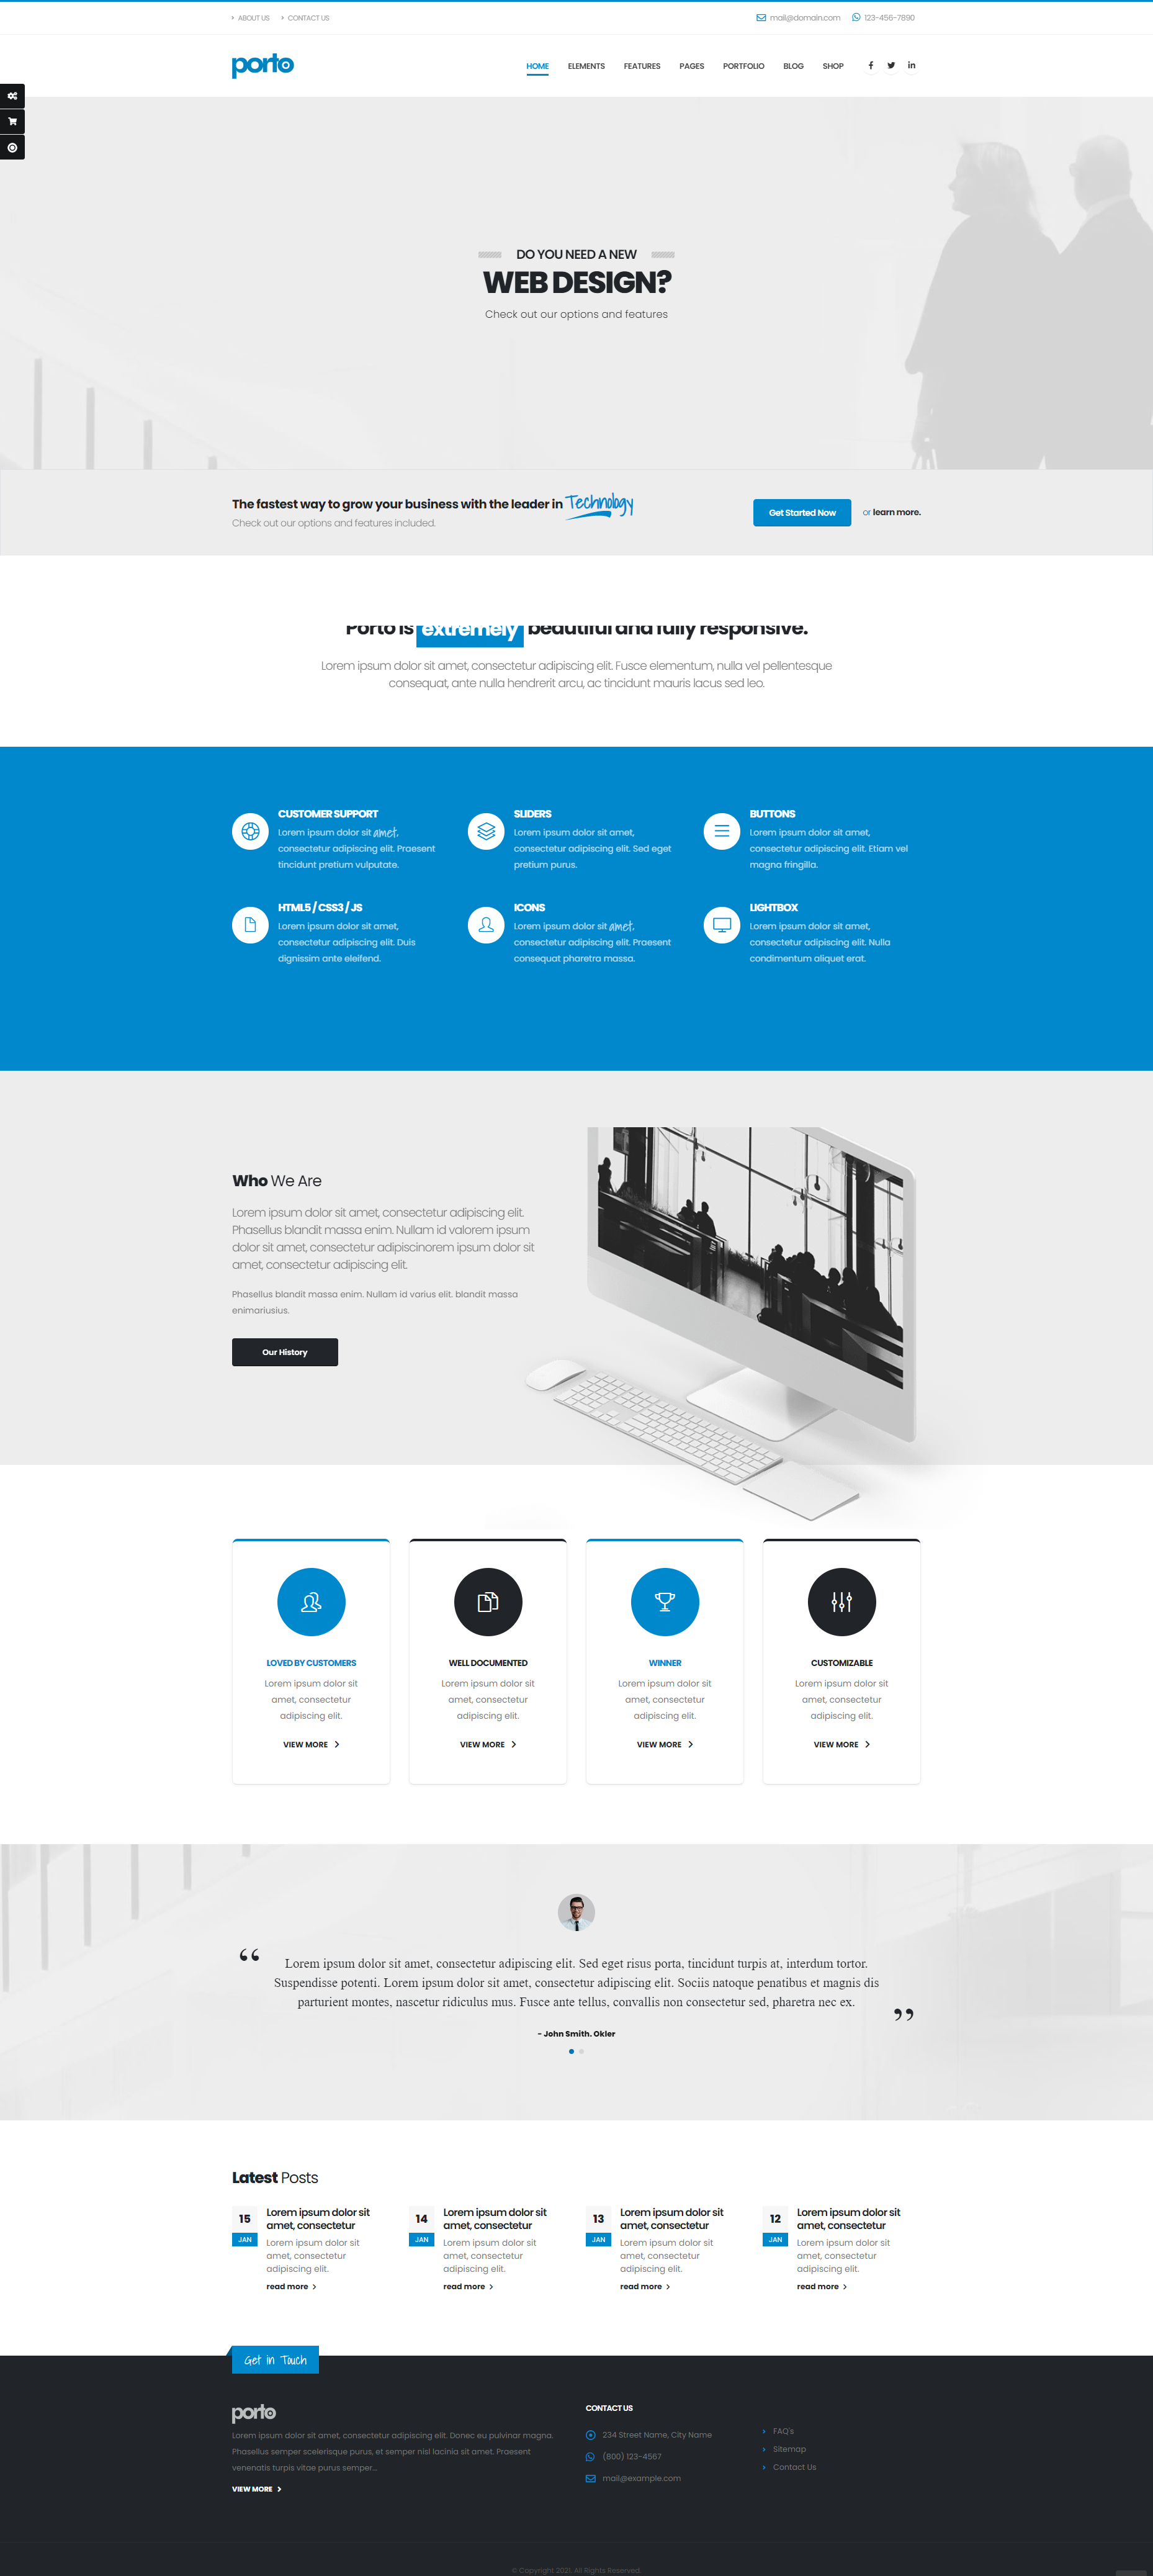 ABOUT US
CONTACT US
mail@domain.com
123-456-7890
porto
HOME
ELEMENTS
FEATURES
PAGES
PORTFOLIO
BLOG
SHOP
DO YOU NEED A NEW
WEB DESIGN?
Check out our options and features
The fastest way to grow your business with the leader in Technology
Check out our options and features included.
Get Started Now
or learn more.
Porto is extremely beautiful and fully responsive.
Lorem ipsum dolor sit amet, consectetur adipiscing elit. Fusce elementum, nulla vel pellentesque
consequat, ante nulla hendrerit arcu, ac tincidunt mauris lacus sed leo.
CUSTOMER SUPPORT
Lorem ipsum dolor sit amet,
consectetur adipiscing elit. Praesent
tincidunt pretium vulputate.
SLIDERS
Lorem ipsum dolor sit amet,
consectetur adipiscing elit. Sed eget
pretium purus.
BUTTONS
Lorem ipsum dolor sit amet,
consectetur adipiscing elit. Etiam vel
magna fringilla.
HTML5 / CSS3 / JS
Lorem ipsum dolor sit amet,
consectetur adipiscing elit. Duis
dignissim ante eleifend.
ICONS
Lorem ipsum dolor sit amet,
consectetur adipiscing elit. Praesent
consequat pharetra massa.
LIGHTBOX
Lorem ipsum dolor sit amet,
consectetur adipiscing elit. Nulla
condimentum aliquet erat.
Who We Are
Lorem ipsum dolor sit amet, consectetur adipiscing elit.
Phasellus blandit massa enim. Nullam id valorem ipsum
dolor sit amet, consectetur adipiscinorem ipsum dolor sit
amet, consectetur adipiscing elit.
Phasellus blandit massa enim. Nullam id varius elit. blandit massa
enimariusius.
Our History
LOVED BY CUSTOMERS
Lorem ipsum dolor sit
amet, consectetur
adipiscing elit.
VIEW MORE
WELL DOCUMENTED
Lorem ipsum dolor sit
amet, consectetur
adipiscing elit.
VIEW MORE
WINNER
Lorem ipsum dolor sit
amet, consectetur
adipiscing elit.
VIEW MORE
CUSTOMIZABLE
Lorem ipsum dolor sit
amet, consectetur
adipiscing elit.
VIEW MORE
“
Lorem ipsum dolor sit amet, consectetur adipiscing elit. Sed eget risus porta, tincidunt turpis at, interdum tortor.
Suspendisse potenti. Lorem ipsum dolor sit amet, consectetur adipiscing elit. Sociis natoque penatibus et magnis dis
parturient montes, nascetur ridiculus mus. Fusce ante tellus, convallis non consectetur sed, pharetra nec ex.
”
- John Smith. Okler
Latest Posts
15
JAN
Lorem ipsum dolor sit
amet, consectetur
Lorem ipsum dolor sit
amet, consectetur
adipiscing elit.
read more
14
JAN
Lorem ipsum dolor sit
amet, consectetur
Lorem ipsum dolor sit
amet, consectetur
adipiscing elit.
read more
13
JAN
Lorem ipsum dolor sit
amet, consectetur
Lorem ipsum dolor sit
amet, consectetur
adipiscing elit.
read more
12
JAN
Lorem ipsum dolor sit
amet, consectetur
Lorem ipsum dolor sit
amet, consectetur
adipiscing elit.
read more
Get in Touch
porto
Lorem ipsum dolor sit amet, consectetur adipiscing elit. Donec eu pulvinar magna.
Phasellus semper scelerisque purus, et semper nisl lacinia sit amet. Praesent
venenatis turpis vitae purus semper...
VIEW MORE
CONTACT US
234 Street Name, City Name
(800) 123-4567
mail@example.com
FAQ's
Sitemap
Contact Us
© Copyright 2021. All Rights Reserved.